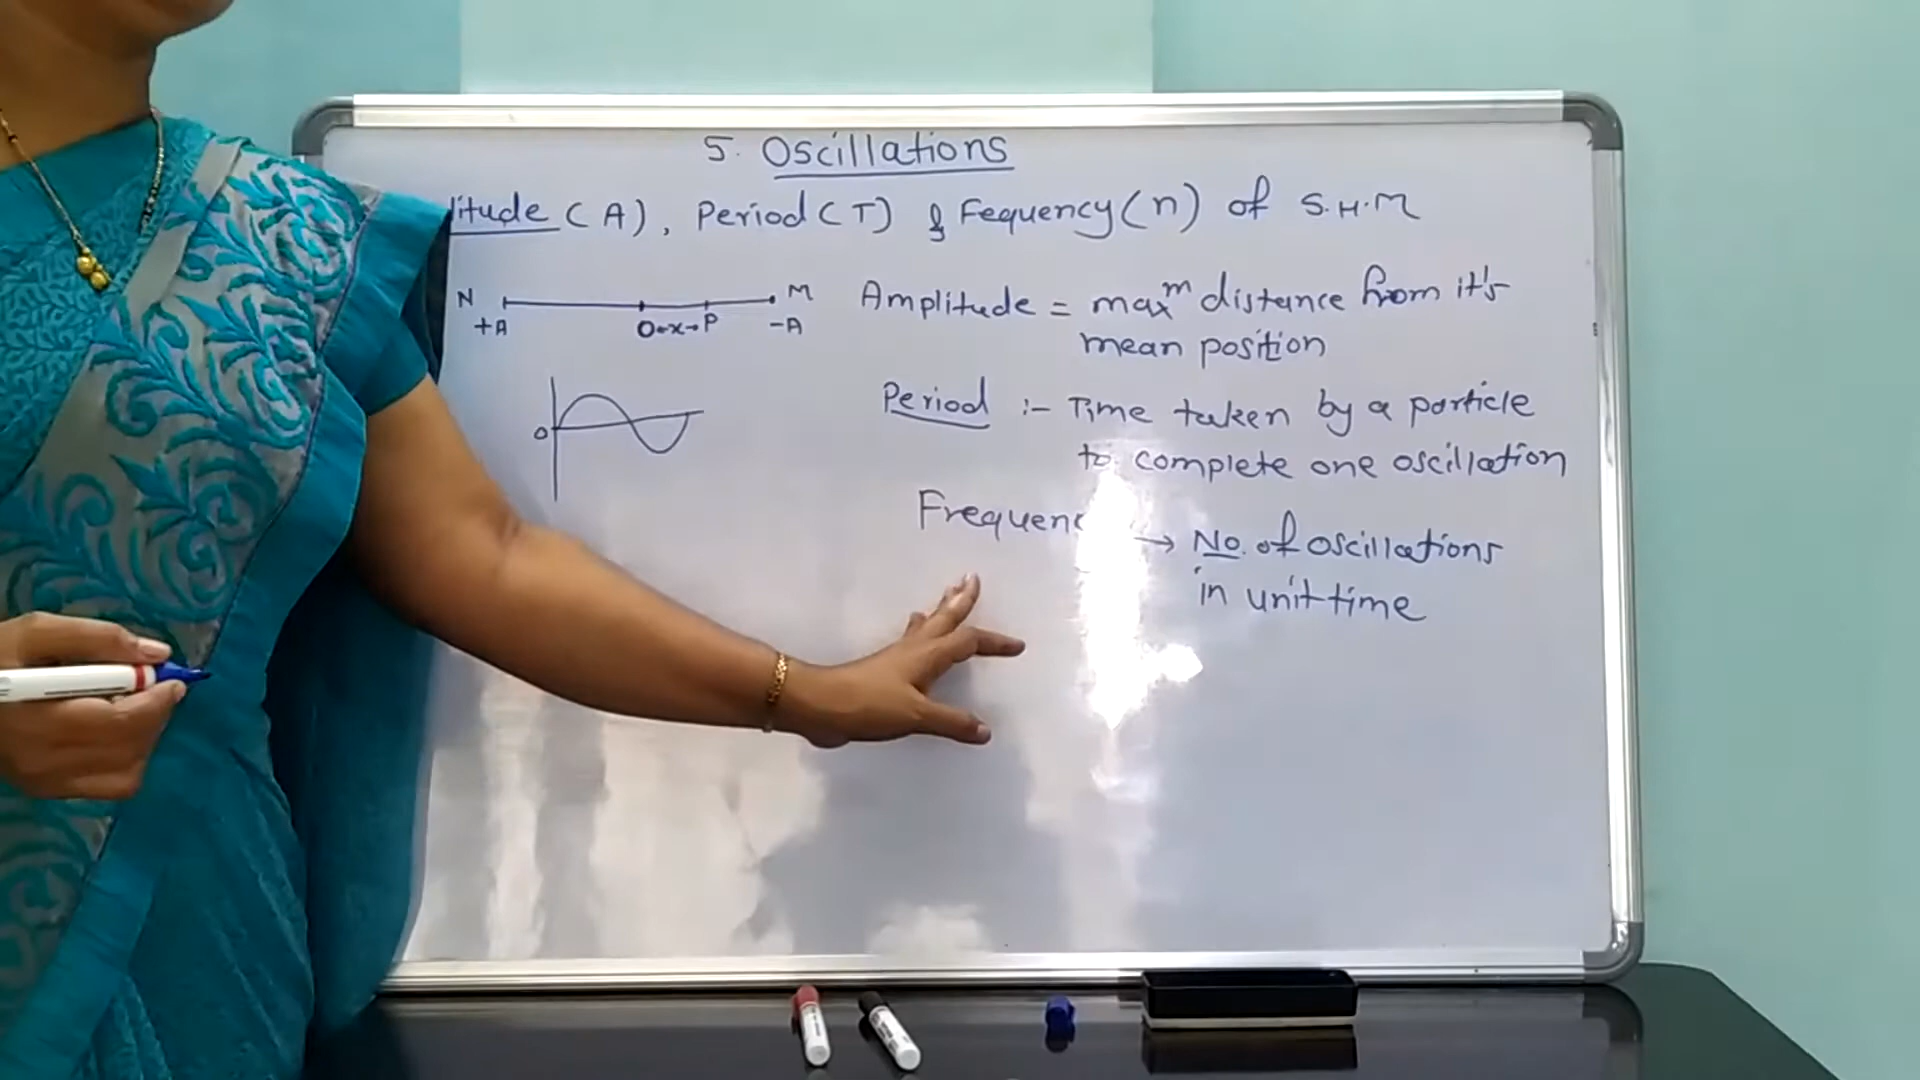 5. Oscillations
litude (A), Period (T) & Fequency (n) of S.H.M
N M
+A O←x→P -A
Amplitude = maxᵐ distance from it's
mean position
O
Period :- Time taken by a particle
to complete one oscillation
Frequenc → No. of oscillations
in unit time